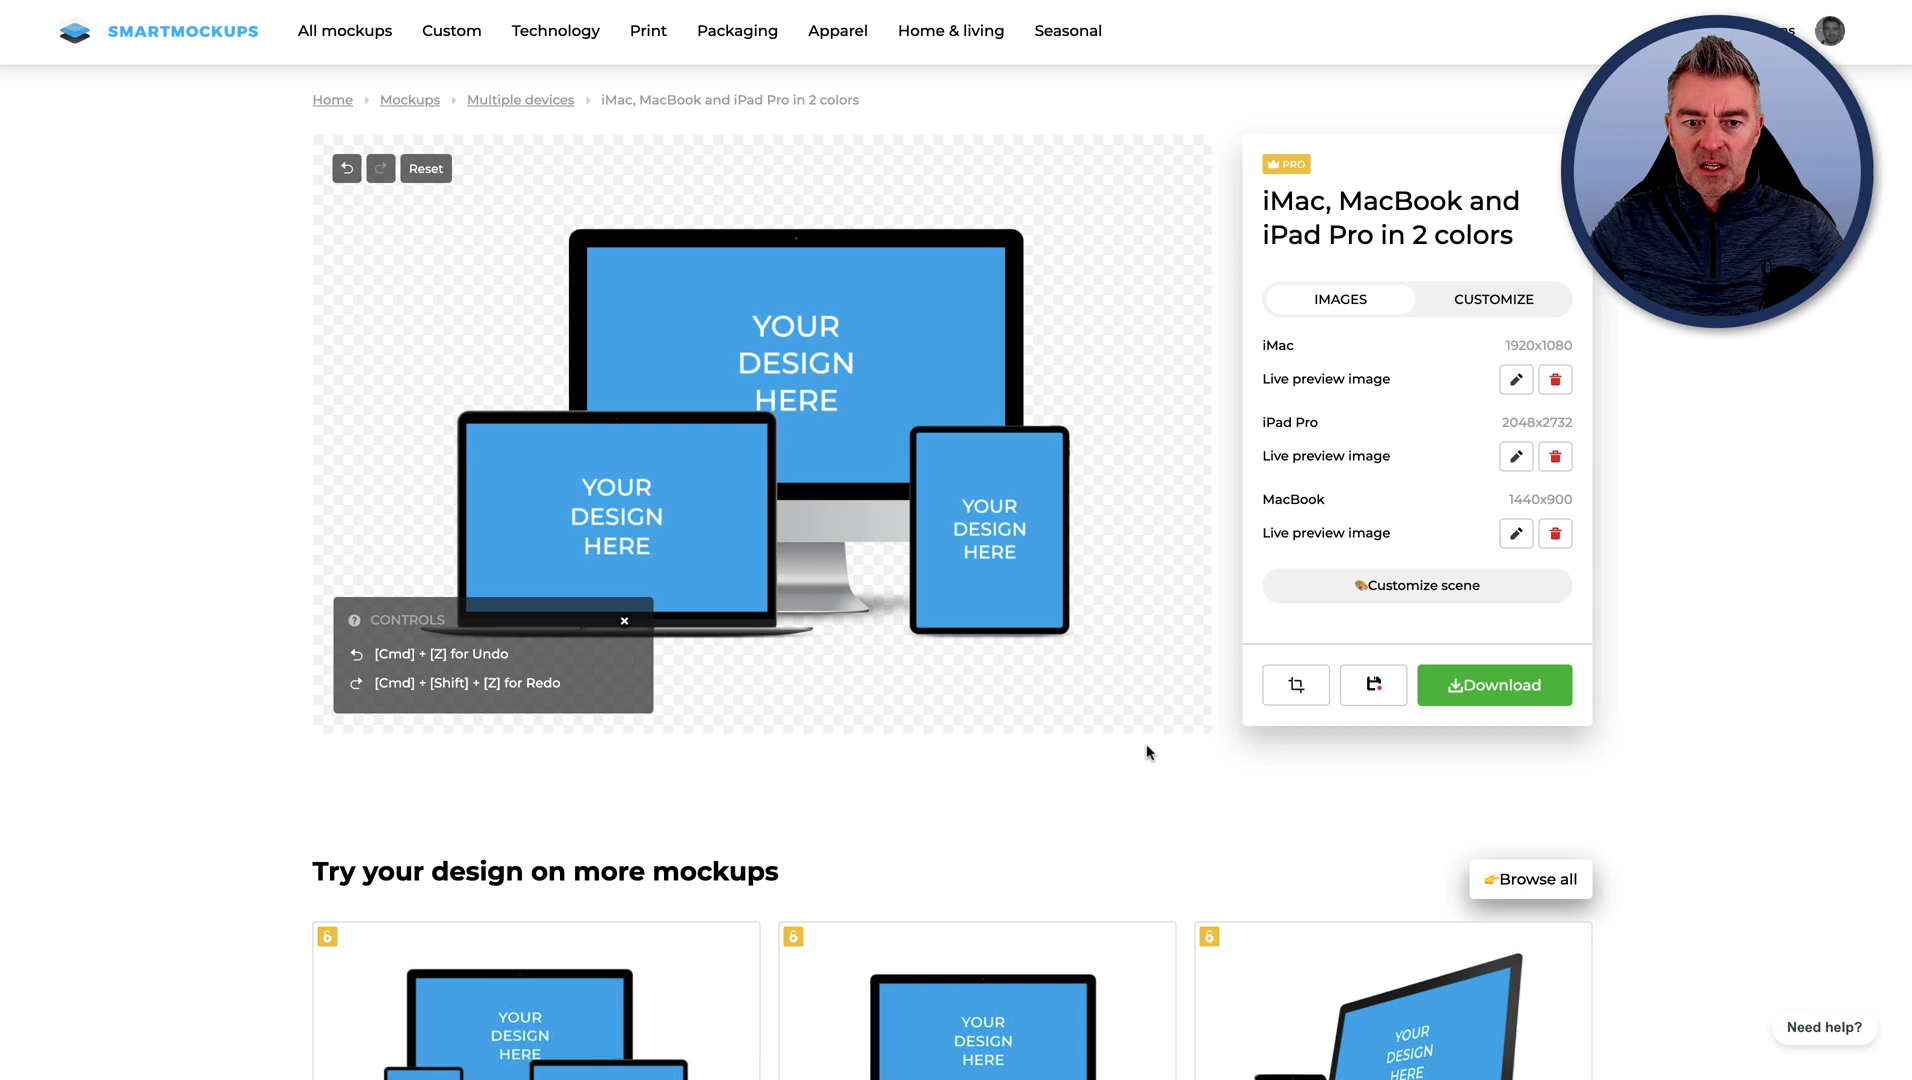 SMARTMOCKUPS
All mockups
Custom
Technology
Print
Packaging
Apparel
Home & living
Seasonal
Home
Mockups
Multiple devices
iMac, MacBook and iPad Pro in 2 colors
Reset
YOUR
DESIGN
HERE
YOUR
DESIGN
HERE
YOUR
DESIGN
HERE
CONTROLS
[Cmd] + [Z] for Undo
[Cmd] + [Shift] + [Z] for Redo
PRO
iMac, MacBook and
iPad Pro in 2 colors
IMAGES
CUSTOMIZE
iMac
1920x1080
Live preview image
iPad Pro
2048x2732
Live preview image
MacBook
1440x900
Live preview image
Customize scene
Download
Try your design on more mockups
Browse all
YOUR
DESIGN
HERE
YOUR
DESIGN
HERE
YOUR
DESIGN
HERE
Need help?